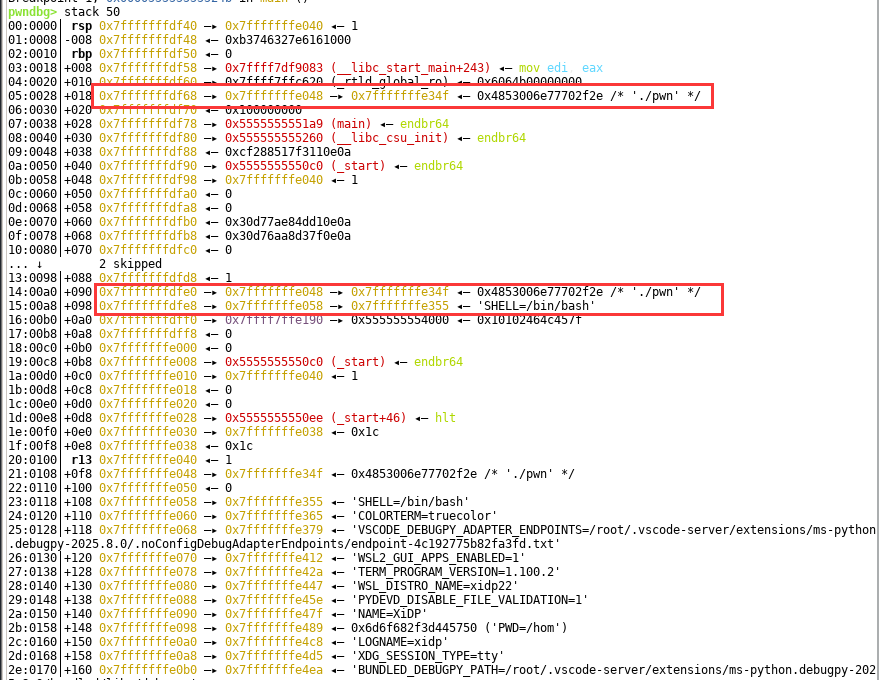 pwndbg> stack 50
00:0000│ rsp 0x7fffffffdf40 —▸ 0x7fffffffe040 ◂— 1
01:0008│-008 0x7fffffffdf48 ◂— 0xb3746327e6161000
02:0010│ rbp 0x7fffffffdf50 ◂— 0
03:0018│+008 0x7fffffffdf58 —▸ 0x7ffff7df9083 (__libc_start_main+243) ◂— mov edi, eax
04:0020│+010 0x7fffffffdf60 —▸ 0x7ffff7ffc620 (_rtld_global_ro) ◂— 0x6064b00000000
05:0028│+018 0x7fffffffdf68 —▸ 0x7fffffffe048 —▸ 0x7fffffffe34f ◂— 0x4853006e77702f2e /* './pwn' */
06:0030│+020 0x7fffffffdf70 ◂— 0x100000000
07:0038│+028 0x7fffffffdf78 —▸ 0x5555555551a9 (main) ◂— endbr64
08:0040│+030 0x7fffffffdf80 —▸ 0x555555555260 (__libc_csu_init) ◂— endbr64
09:0048│+038 0x7fffffffdf88 ◂— 0xcf288517f3110e0a
0a:0050│+040 0x7fffffffdf90 —▸ 0x5555555550c0 (_start) ◂— endbr64
0b:0058│+048 0x7fffffffdf98 —▸ 0x7fffffffe040 ◂— 1
0c:0060│+050 0x7fffffffdfa0 ◂— 0
0d:0068│+058 0x7fffffffdfa8 ◂— 0
0e:0070│+060 0x7fffffffdfb0 ◂— 0x30d77ae84dd10e0a
0f:0078│+068 0x7fffffffdfb8 ◂— 0x30d76aa8d37f0e0a
10:0080│+070 0x7fffffffdfc0 ◂— 0
... ↓ 2 skipped
13:0098│+088 0x7fffffffdfd8 ◂— 1
14:00a0│+090 0x7fffffffdfe0 —▸ 0x7fffffffe048 —▸ 0x7fffffffe34f ◂— 0x4853006e77702f2e /* './pwn' */
15:00a8│+098 0x7fffffffdfe8 —▸ 0x7fffffffe058 —▸ 0x7fffffffe355 ◂— 'SHELL=/bin/bash'
16:00b0│+0a0 0x7fffffffdff0 —▸ 0x7ffff7ffe190 —▸ 0x555555554000 ◂— 0x10102464c457f
17:00b8│+0a8 0x7fffffffdff8 ◂— 0
18:00c0│+0b0 0x7fffffffe000 ◂— 0
19:00c8│+0b8 0x7fffffffe008 —▸ 0x5555555550c0 (_start) ◂— endbr64
1a:00d0│+0c0 0x7fffffffe010 —▸ 0x7fffffffe040 ◂— 1
1b:00d8│+0c8 0x7fffffffe018 ◂— 0
1c:00e0│+0d0 0x7fffffffe020 ◂— 0
1d:00e8│+0d8 0x7fffffffe028 —▸ 0x5555555550ee (_start+46) ◂— hlt
1e:00f0│+0e0 0x7fffffffe030 —▸ 0x7fffffffe038 ◂— 0x1c
1f:00f8│+0e8 0x7fffffffe038 ◂— 0x1c
20:0100│ r13 0x7fffffffe040 ◂— 1
21:0108│+0f8 0x7fffffffe048 —▸ 0x7fffffffe34f ◂— 0x4853006e77702f2e /* './pwn' */
22:0110│+100 0x7fffffffe050 ◂— 0
23:0118│+108 0x7fffffffe058 —▸ 0x7fffffffe355 ◂— 'SHELL=/bin/bash'
24:0120│+110 0x7fffffffe060 —▸ 0x7fffffffe365 ◂— 'COLORTERM=truecolor'
25:0128│+118 0x7fffffffe068 —▸ 0x7fffffffe379 ◂— 'VSCODE_DEBUGPY_ADAPTER_ENDPOINTS=/root/.vscode-server/extensions/ms-python
.debugpy-2025.8.0/.noConfigDebugAdapterEndpoints/endpoint-4c192775b82fa3fd.txt'
26:0130│+120 0x7fffffffe070 —▸ 0x7fffffffe412 ◂— 'WSL2_GUI_APPS_ENABLED=1'
27:0138│+128 0x7fffffffe078 —▸ 0x7fffffffe42a ◂— 'TERM_PROGRAM_VERSION=1.100.2'
28:0140│+130 0x7fffffffe080 —▸ 0x7fffffffe447 ◂— 'WSL_DISTRO_NAME=xidp22'
29:0148│+138 0x7fffffffe088 —▸ 0x7fffffffe45e ◂— 'PYDEVD_DISABLE_FILE_VALIDATION=1'
2a:0150│+140 0x7fffffffe090 —▸ 0x7fffffffe47f ◂— 'NAME=XiDP'
2b:0158│+148 0x7fffffffe098 —▸ 0x7fffffffe489 ◂— 0x6d6f682f3d445750 ('PWD=/hom')
2c:0160│+150 0x7fffffffe0a0 —▸ 0x7fffffffe4c8 ◂— 'LOGNAME=xidp'
2d:0168│+158 0x7fffffffe0a8 —▸ 0x7fffffffe4d5 ◂— 'XDG_SESSION_TYPE=tty'
2e:0170│+160 0x7fffffffe0b0 —▸ 0x7fffffffe4ea ◂— 'BUNDLED_DEBUGPY_PATH=/root/.vscode-server/extensions/ms-python.debugpy-202